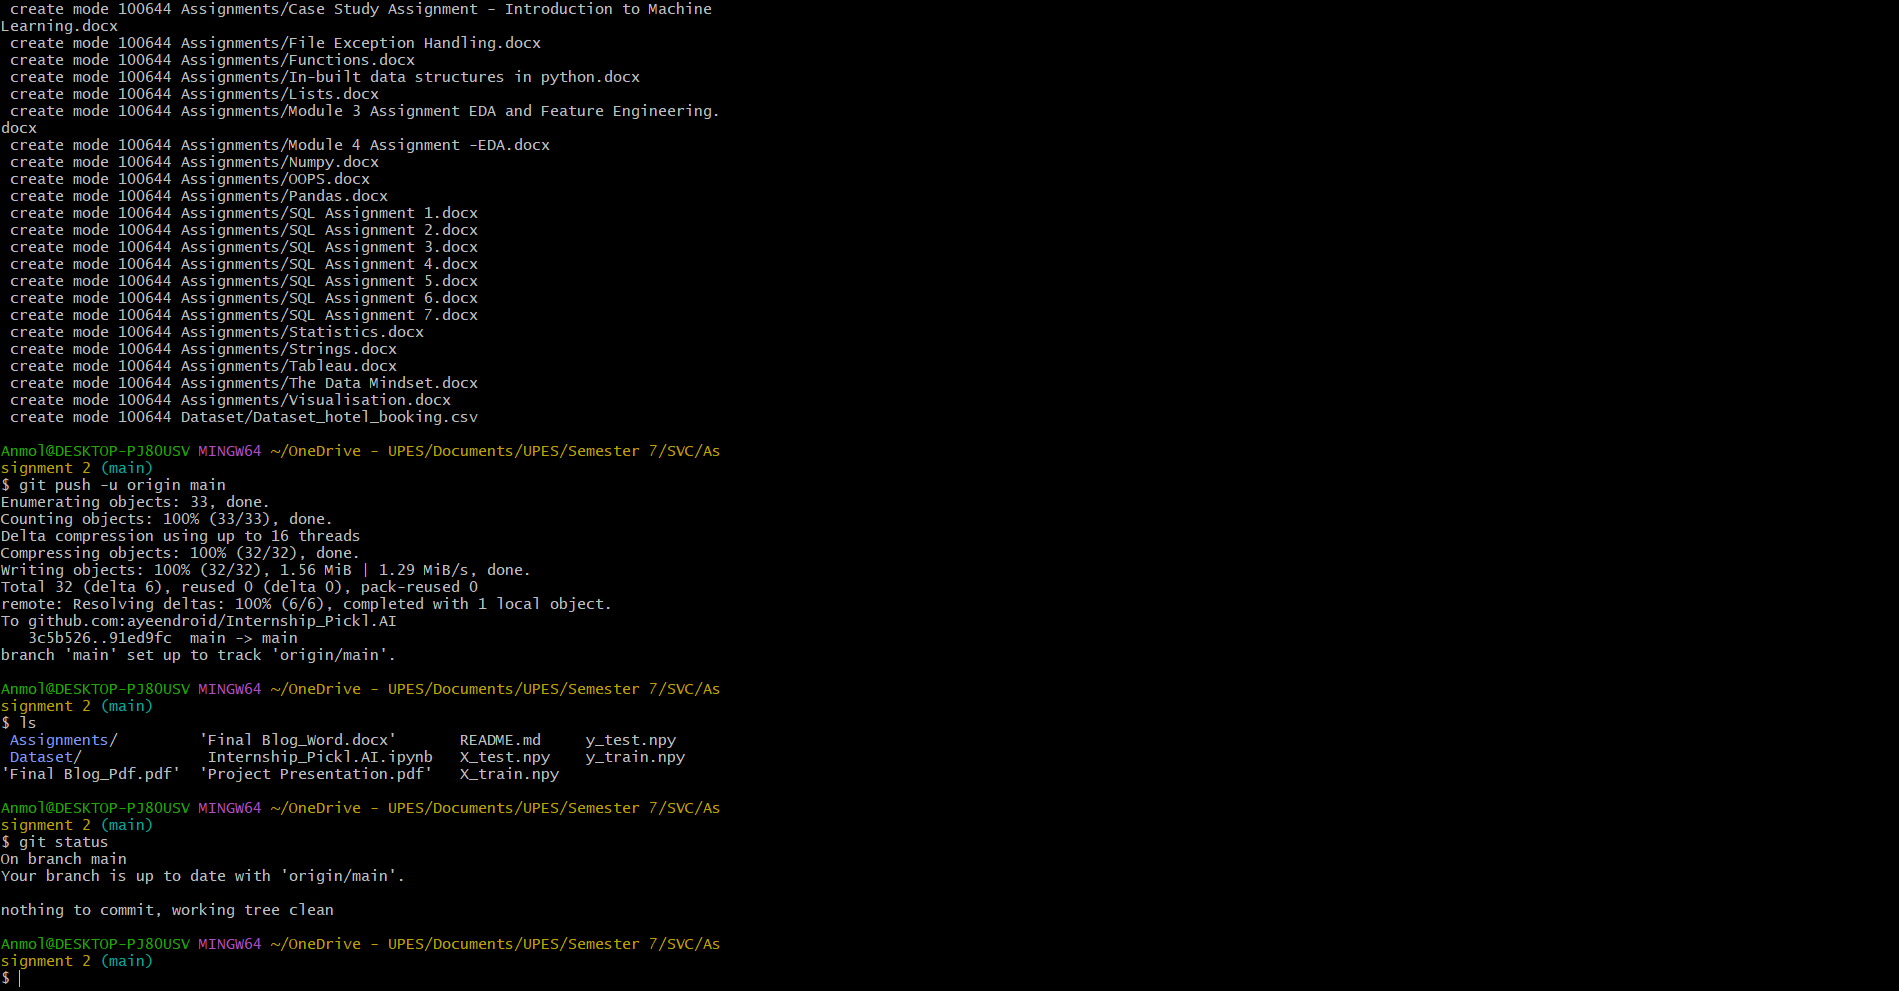 create mode 100644 Assignments/Case Study Assignment - Introduction to Machine
Learning.docx
create mode 100644 Assignments/File Exception Handling.docx
create mode 100644 Assignments/Functions.docx
create mode 100644 Assignments/In-built data structures in python.docx
create mode 100644 Assignments/Lists.docx
create mode 100644 Assignments/Module 3 Assignment EDA and Feature Engineering.
docx
create mode 100644 Assignments/Module 4 Assignment -EDA.docx
create mode 100644 Assignments/Numpy.docx
create mode 100644 Assignments/OOPS.docx
create mode 100644 Assignments/Pandas.docx
create mode 100644 Assignments/SQL Assignment 1.docx
create mode 100644 Assignments/SQL Assignment 2.docx
create mode 100644 Assignments/SQL Assignment 3.docx
create mode 100644 Assignments/SQL Assignment 4.docx
create mode 100644 Assignments/SQL Assignment 5.docx
create mode 100644 Assignments/SQL Assignment 6.docx
create mode 100644 Assignments/SQL Assignment 7.docx
create mode 100644 Assignments/Statistics.docx
create mode 100644 Assignments/Strings.docx
create mode 100644 Assignments/Tableau.docx
create mode 100644 Assignments/The Data Mindset.docx
create mode 100644 Assignments/Visualisation.docx
create mode 100644 Dataset/Dataset_hotel_booking.csv
Anmol@DESKTOP-PJ80USV MINGW64 ~/OneDrive - UPES/Documents/UPES/Semester 7/SVC/As
signment 2 (main)
$ git push -u origin main
Enumerating objects: 33, done.
Counting objects: 100% (33/33), done.
Delta compression using up to 16 threads
Compressing objects: 100% (32/32), done.
Writing objects: 100% (32/32), 1.56 MiB | 1.29 MiB/s, done.
Total 32 (delta 6), reused 0 (delta 0), pack-reused 0
remote: Resolving deltas: 100% (6/6), completed with 1 local object.
To github.com:ayeendroid/Internship_Pickl.AI
   3c5b526..91ed9fc  main -> main
branch 'main' set up to track 'origin/main'.
Anmol@DESKTOP-PJ80USV MINGW64 ~/OneDrive - UPES/Documents/UPES/Semester 7/SVC/As
signment 2 (main)
$ ls
 Assignments/         'Final Blog_Word.docx'       README.md     y_test.npy
 Dataset/              Internship_Pickl.AI.ipynb   X_test.npy    y_train.npy
'Final Blog_Pdf.pdf'  'Project Presentation.pdf'   X_train.npy
Anmol@DESKTOP-PJ80USV MINGW64 ~/OneDrive - UPES/Documents/UPES/Semester 7/SVC/As
signment 2 (main)
$ git status
On branch main
Your branch is up to date with 'origin/main'.
nothing to commit, working tree clean
Anmol@DESKTOP-PJ80USV MINGW64 ~/OneDrive - UPES/Documents/UPES/Semester 7/SVC/As
signment 2 (main)
$